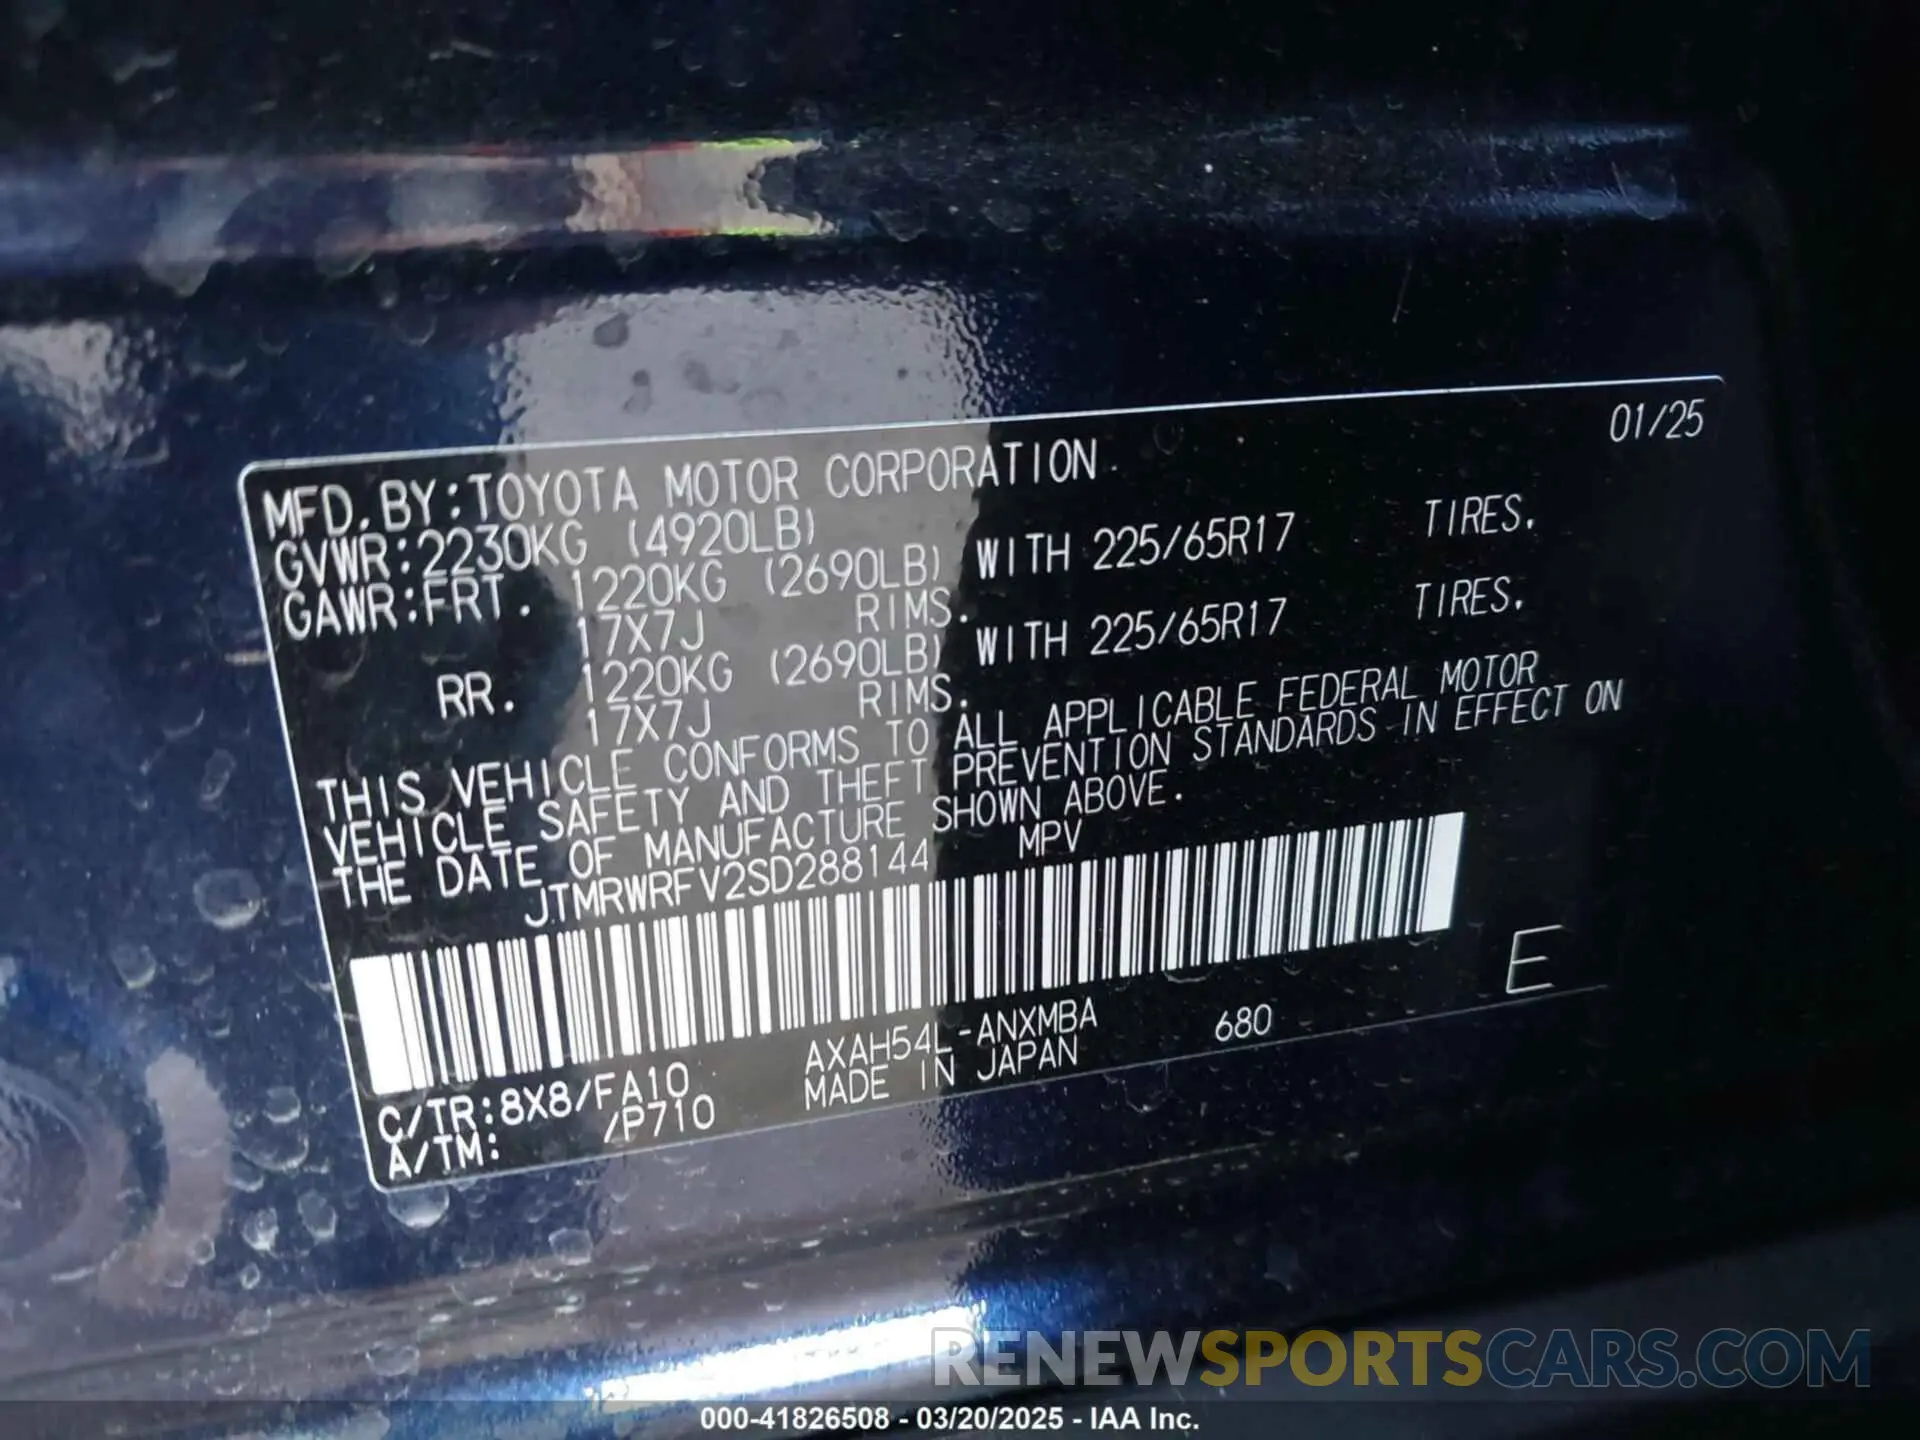 01/25
MFD. BY:TOYOTA MOTOR CORPORATION
GVWR:2230KG (4920LB)
GAWR:FRT. 1220KG (2690LB) WITH 225/65R17 TIRES.
17X7J RIMS.
RR. 1220KG (2690LB) WITH 225/65R17 TIRES.
17X7J RIMS.
THIS VEHICLE CONFORMS TO ALL APPLICABLE FEDERAL MOTOR
VEHICLE SAFETY AND THEFT PREVENTION STANDARDS IN EFFECT ON
THE DATE OF MANUFACTURE SHOWN ABOVE.
JTMRWRFV2SD288144 MPV
E
C/TR:8X8/FA10 AXAH54L-ANXMBA 680
A/TM: /P710 MADE IN JAPAN
RENEWSPORTSCARS.COM
000-41826508 - 03/20/2025 - IAA Inc.